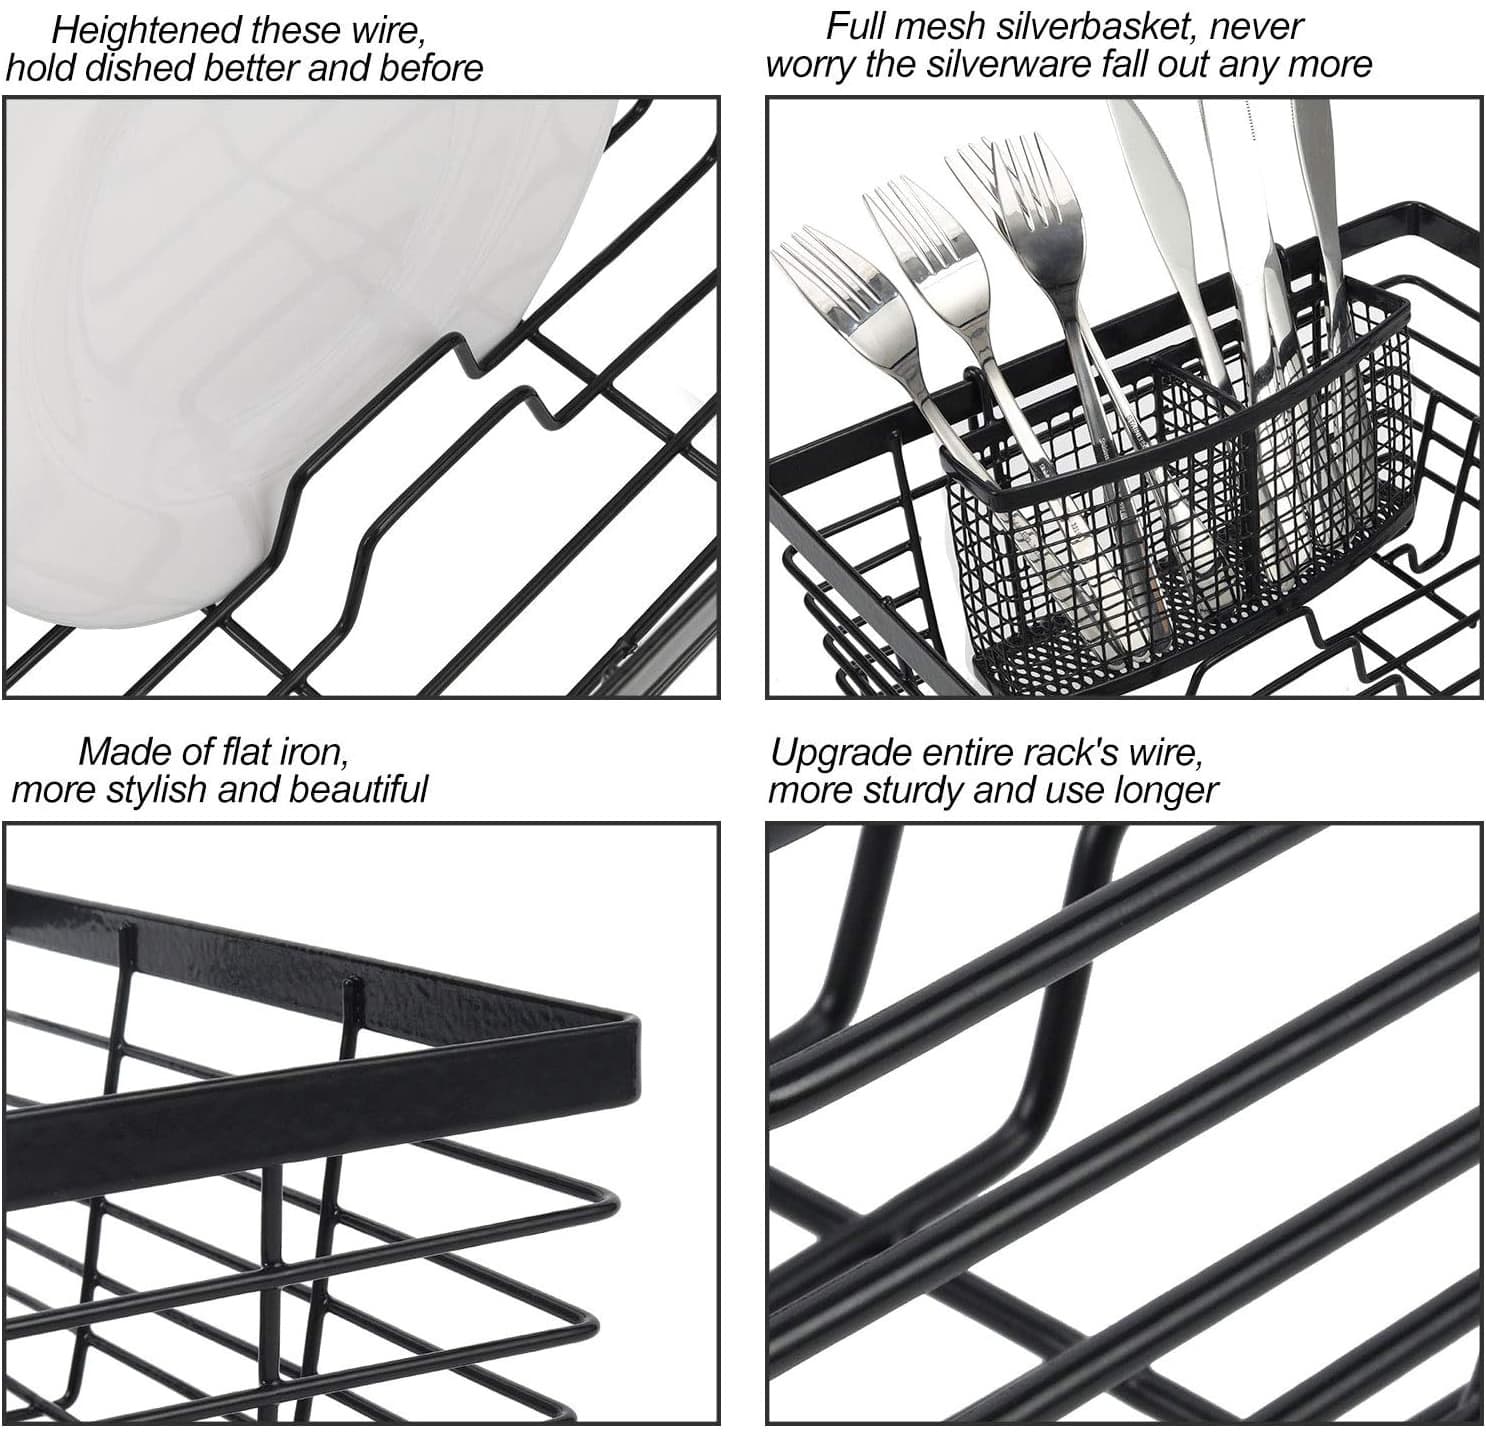 Heightened these wire,
hold dished better and before
Full mesh silverbasket, never
worry the silverware fall out any more
Made of flat iron,
more stylish and beautiful
Upgrade entire rack's wire,
more sturdy and use longer